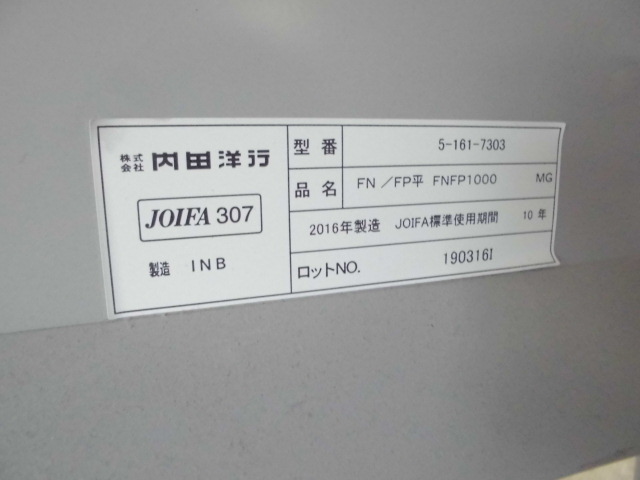 株式会社 内田洋行
JOIFA 307
製造 INB
型番 5-161-7303
品名 FN/FP平 FNFP1000 MG
2016年製造 JOIFA標準使用期間 10年
ロットNO. 190316I